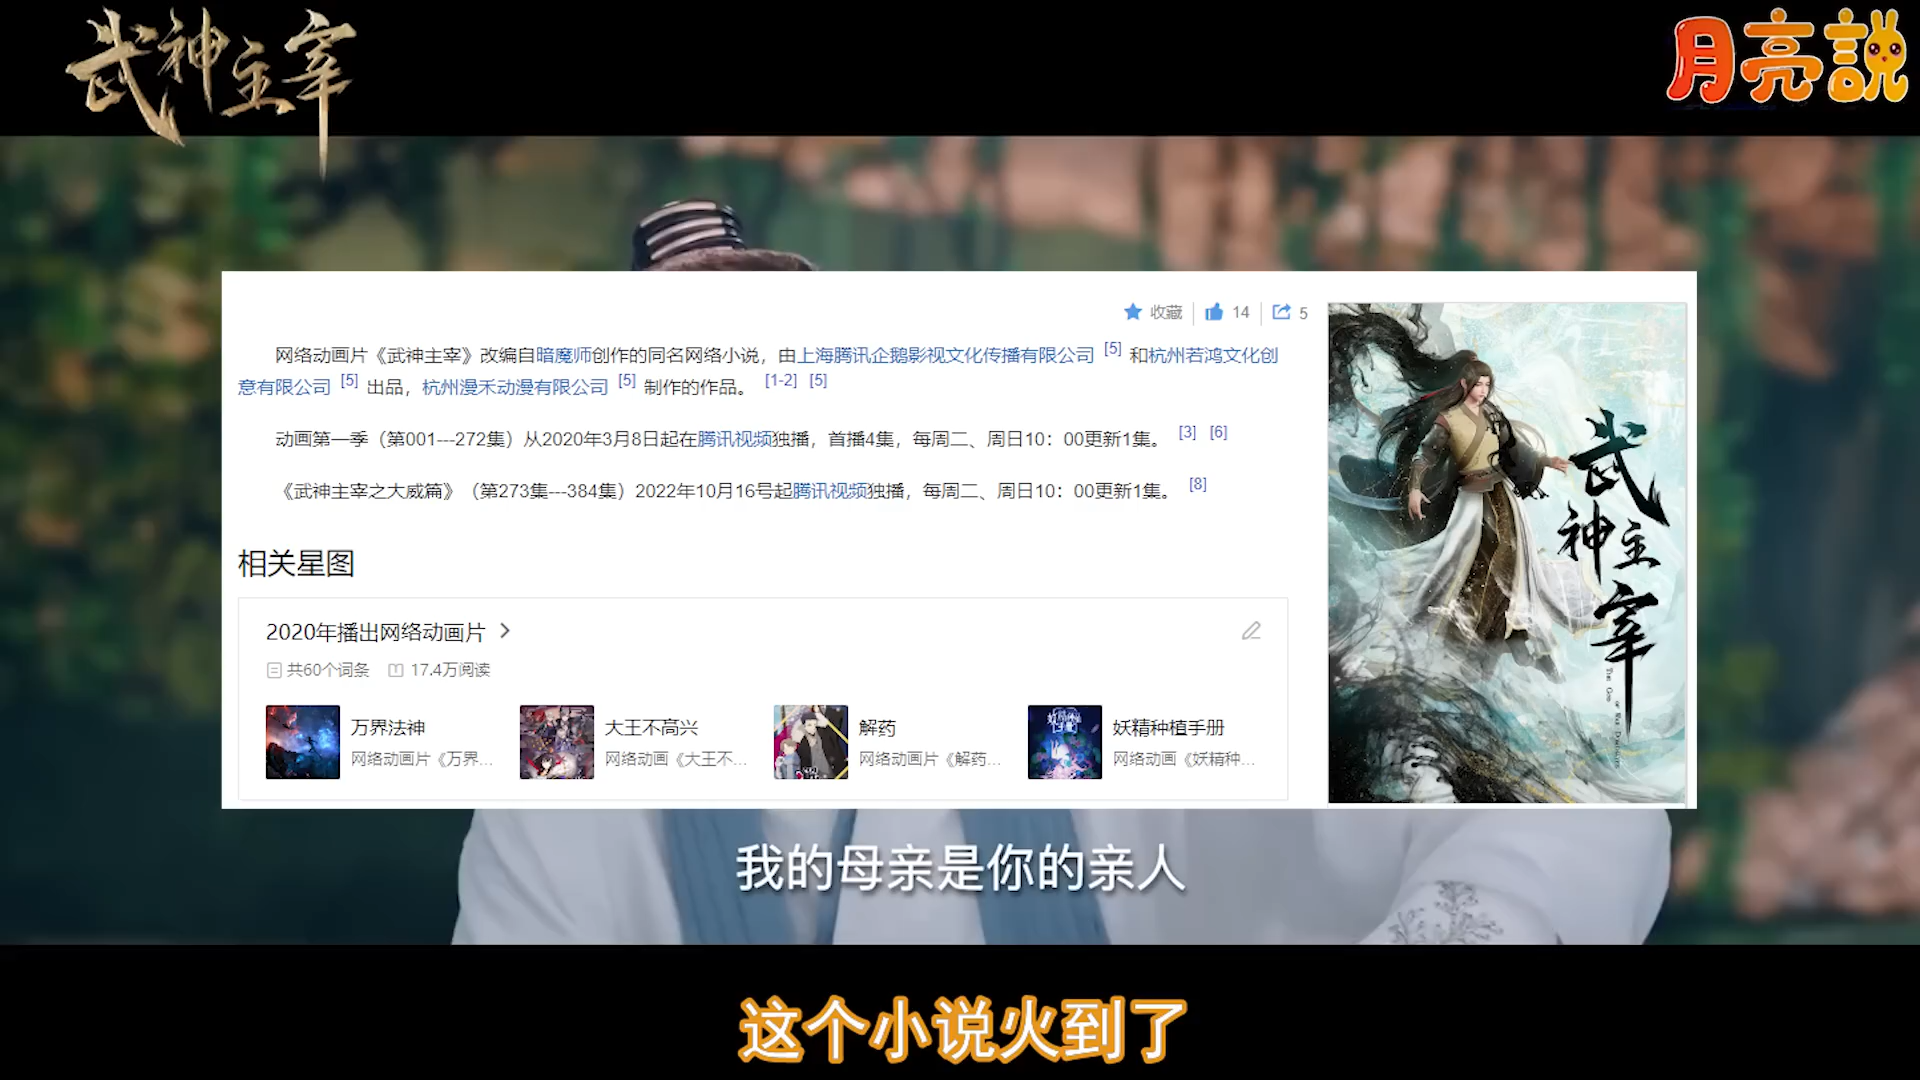 武神主宰
月亮說
收藏 14 5
网络动画片《武神主宰》改编自暗魔师创作的同名网络小说，由上海腾讯企鹅影视文化传播有限公司 [5] 和杭州若鸿文化创
意有限公司 [5] 出品，杭州漫禾动漫有限公司 [5] 制作的作品。 [1-2] [5]
动画第一季（第001---272集）从2020年3月8日起在腾讯视频独播，首播4集，每周二、周日10：00更新1集。 [3] [6]
《武神主宰之大威篇》（第273集---384集）2022年10月16号起腾讯视频独播，每周二、周日10：00更新1集。 [8]
相关星图
2020年播出网络动画片
共60个词条 17.4万阅读
万界法神
网络动画片《万界...
大王不高兴
网络动画《大王不...
解药
网络动画片《解药...
妖精种植手册
网络动画《妖精种...
武神主宰
我的母亲是你的亲人
这个小说火到了